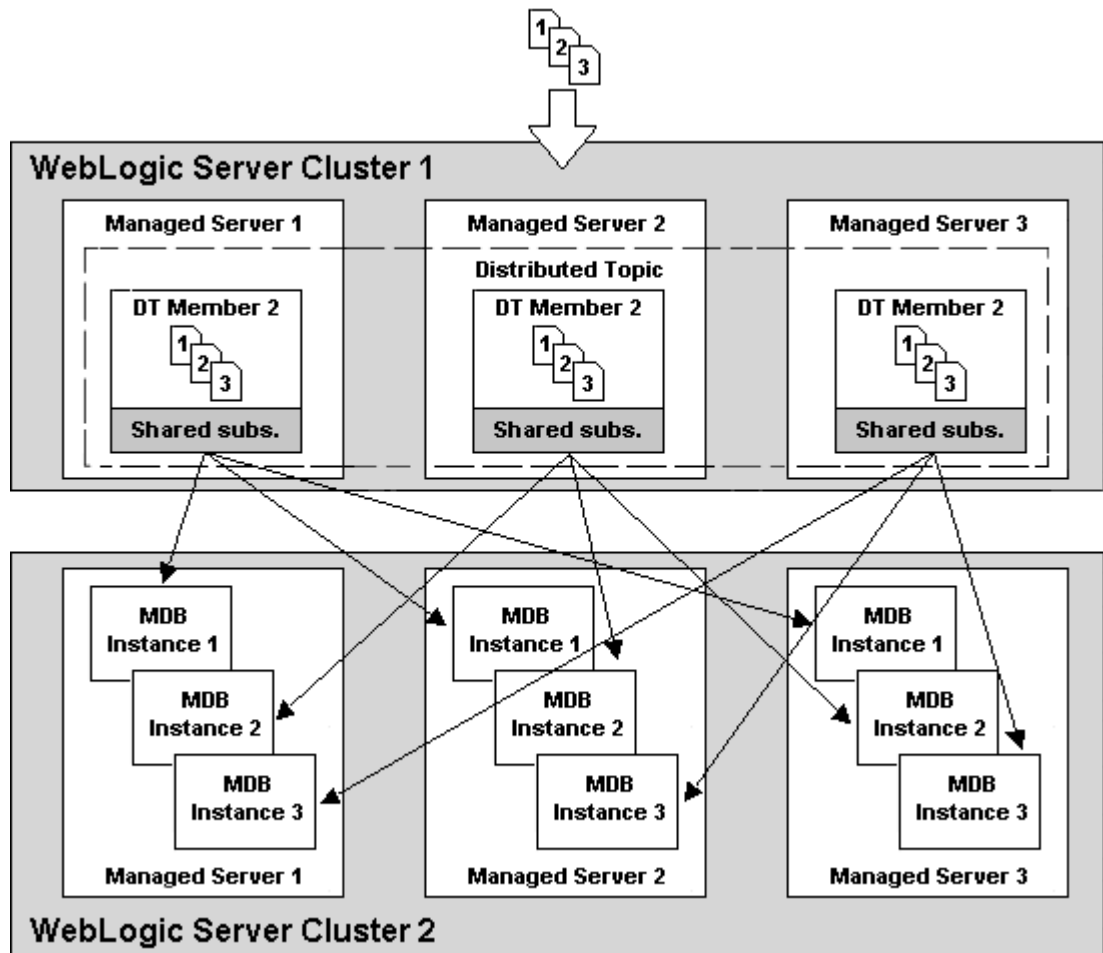 1
2
3
WebLogic Server Cluster 1
Managed Server 1
Managed Server 2
Managed Server 3
Distributed Topic
DT Member 2
1
2
3
Shared subs.
DT Member 2
1
2
3
Shared subs.
DT Member 2
1
2
3
Shared subs.
MDB
Instance 1
MDB
Instance 2
MDB
Instance 3
Managed Server 1
MDB
Instance 1
MDB
Instance 2
MDB
Instance 3
Managed Server 2
MDB
Instance 1
MDB
Instance 2
MDB
Instance 3
Managed Server 3
WebLogic Server Cluster 2